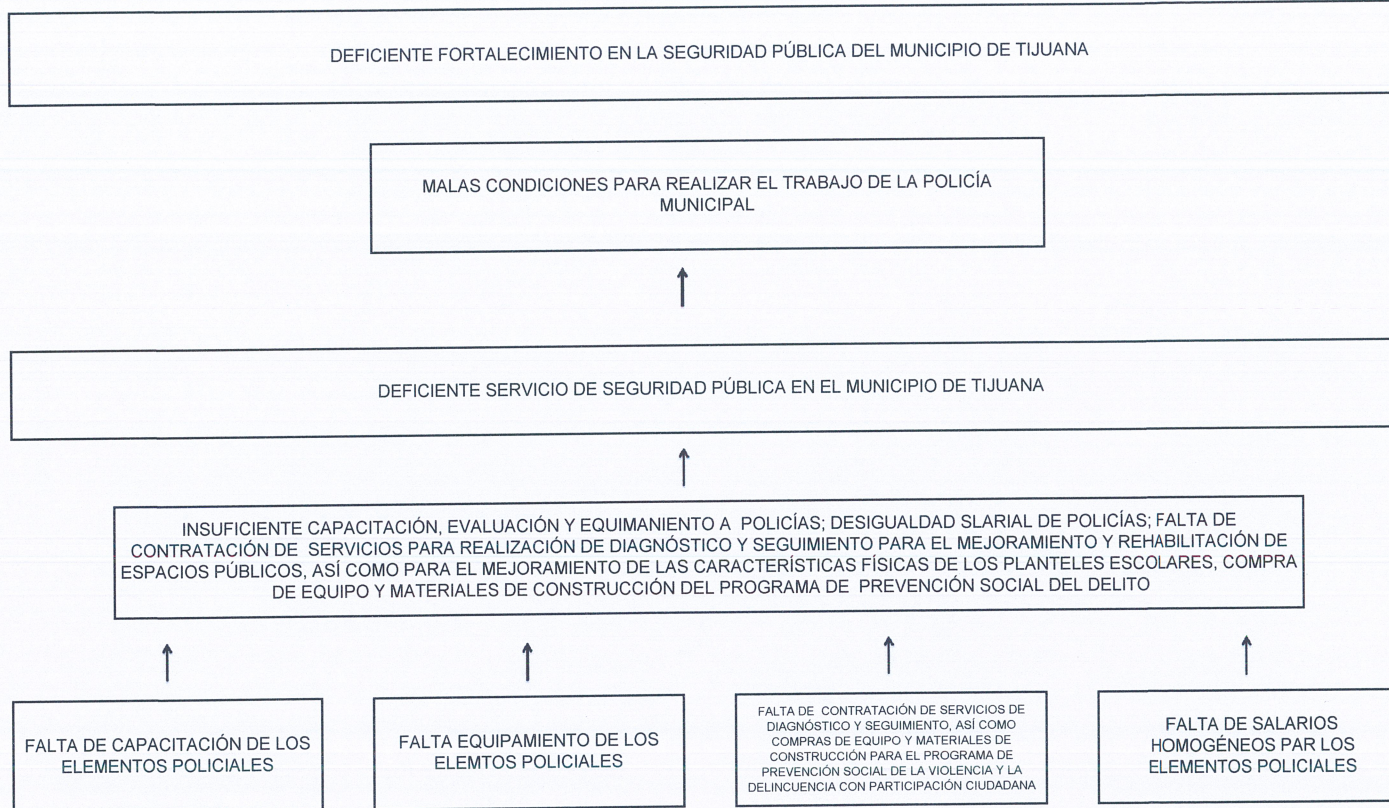 DEFICIENTE FORTALECIMIENTO EN LA SEGURIDAD PÚBLICA DEL MUNICIPIO DE TIJUANA
MALAS CONDICIONES PARA REALIZAR EL TRABAJO DE LA POLICÍA
MUNICIPAL
DEFICIENTE SERVICIO DE SEGURIDAD PÚBLICA EN EL MUNICIPIO DE TIJUANA
INSUFICIENTE CAPACITACIÓN, EVALUACIÓN Y EQUIMANIENTO A POLICÍAS; DESIGUALDAD SLARIAL DE POLICÍAS; FALTA DE
CONTRATACIÓN DE SERVICIOS PARA REALIZACIÓN DE DIAGNÓSTICO Y SEGUIMIENTO PARA EL MEJORAMIENTO Y REHABILITACIÓN DE
ESPACIOS PÚBLICOS, ASÍ COMO PARA EL MEJORAMIENTO DE LAS CARACTERÍSTICAS FÍSICAS DE LOS PLANTELES ESCOLARES, COMPRA
DE EQUIPO Y MATERIALES DE CONSTRUCCIÓN DEL PROGRAMA DE PREVENCIÓN SOCIAL DEL DELITO
FALTA DE CAPACITACIÓN DE LOS
ELEMENTOS POLICIALES
FALTA EQUIPAMIENTO DE LOS
ELEMTOS POLICIALES
FALTA DE CONTRATACIÓN DE SERVICIOS DE
DIAGNÓSTICO Y SEGUIMIENTO, ASÍ COMO
COMPRAS DE EQUIPO Y MATERIALES DE
CONSTRUCCIÓN PARA EL PROGRAMA DE
PREVENCIÓN SOCIAL DE LA VIOLENCIA Y LA
DELINCUENCIA CON PARTICIPACIÓN CIUDADANA
FALTA DE SALARIOS
HOMOGÉNEOS PAR LOS
ELEMENTOS POLICIALES